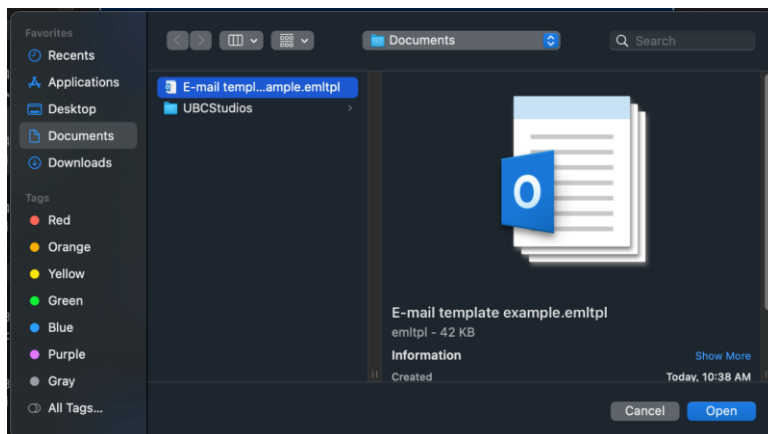 Favorites
Recents
Applications
Desktop
Documents
Downloads
Tags
Red
Orange
Yellow
Green
Blue
Purple
Gray
All Tags...
Documents
Search
E-mail templ...ample.emltpl
UBCStudios
O
E-mail template example.emltpl
emltpl - 42 KB
Information Show More
Created Today, 10:38 AM
Cancel Open